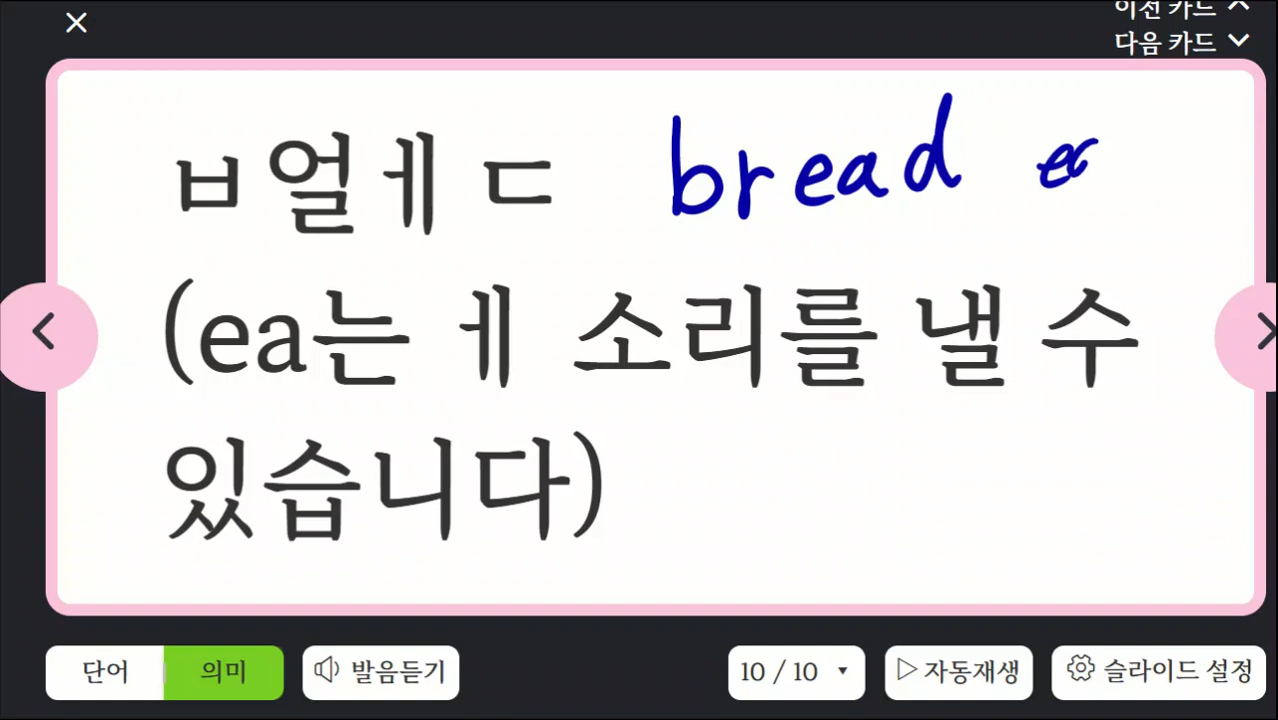 이전 카드
다음 카드
ㅂ얼ㅔㄷ bread ea
(ea는 ㅔ 소리를 낼 수
있습니다)
단어 의미 발음듣기 10 / 10 자동재생 슬라이드 설정